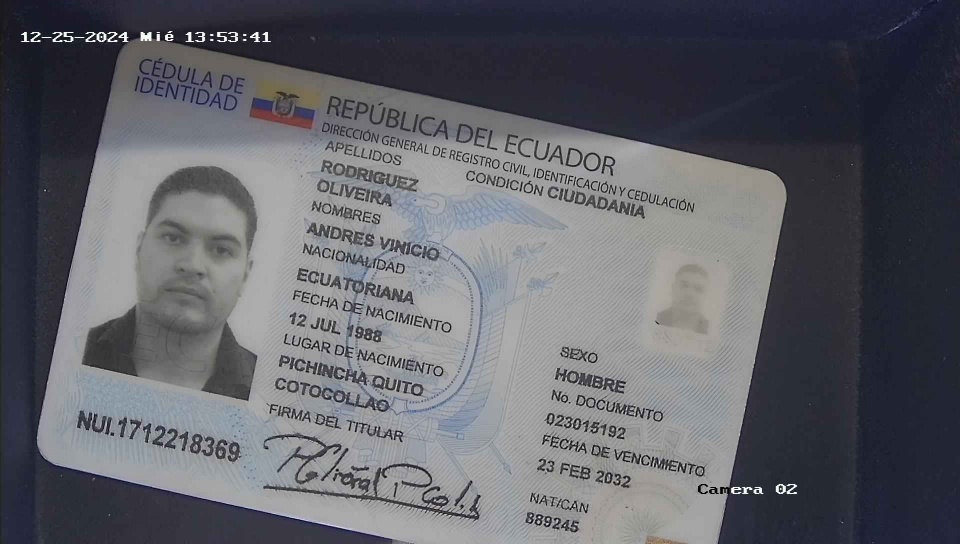 12-25-2024 Mié 13:53:41
CÉDULA DE
IDENTIDAD
REPÚBLICA DEL ECUADOR
DIRECCIÓN GENERAL DE REGISTRO CIVIL, IDENTIFICACIÓN Y CEDULACIÓN
APELLIDOS
CONDICIÓN CIUDADANIA
RODRIGUEZ
OLIVEIRA
NOMBRES
ANDRES VINICIO
NACIONALIDAD
ECUATORIANA
FECHA DE NACIMIENTO
12 JUL 1988
LUGAR DE NACIMIENTO
PICHINCHA QUITO
COTOCOLLAO
FIRMA DEL TITULAR
SEXO
HOMBRE
No. DOCUMENTO
023015192
FECHA DE VENCIMIENTO
23 FEB 2032
NAT/CAN
889245
NUI.1712218369
Camera 02